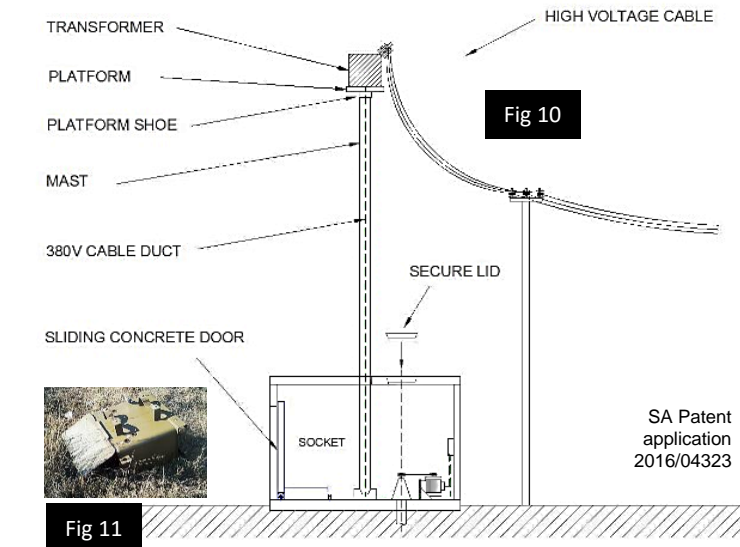 TRANSFORMER
HIGH VOLTAGE CABLE
PLATFORM
PLATFORM SHOE
Fig 10
MAST
380V CABLE DUCT
SECURE LID
SLIDING CONCRETE DOOR
SOCKET
SA Patent
application
2016/04323
Fig 11